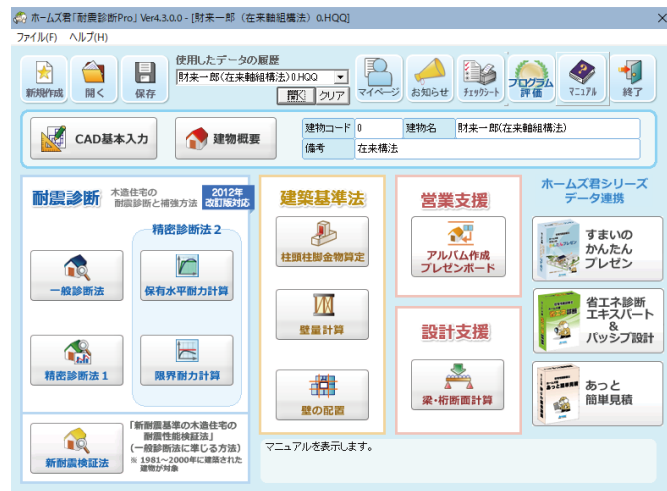 ホームズ君「耐震診断Pro」 Ver4.3.0.0 - [財来一郎（在来軸組構法）0.HQQ]
ファイル(F) ヘルプ(H)
新規作成
開く
保存
使用したデータの履歴
財来一郎(在来軸組構法)0.HQQ
開く クリア
マイページ
お知らせ
チェックシート
プログラム
評価
マニュアル
終了
CAD基本入力
建物概要
建物コード 0 建物名 財来一郎(在来軸組構法)
備考 在来構法
耐震診断
木造住宅の
耐震診断と補強方法
2012年
改訂版対応
精密診断法2
一般診断法
保有水平耐力計算
精密診断法1
限界耐力計算
新耐震検証法
「新耐震基準の木造住宅の
耐震性能検証法」
(一般診断法に準じる方法)
※ 1981～2000年に建築された
建物が対象
建築基準法
柱頭柱脚金物算定
壁量計算
壁の配置
営業支援
アルバム作成
プレゼンボード
設計支援
梁・桁断面計算
マニュアルを表示します。
ホームズ君シリーズ
データ連携
すまいの
かんたん
プレゼン
省エネ診断
エキスパート
&
パッシブ設計
あっと
簡単見積